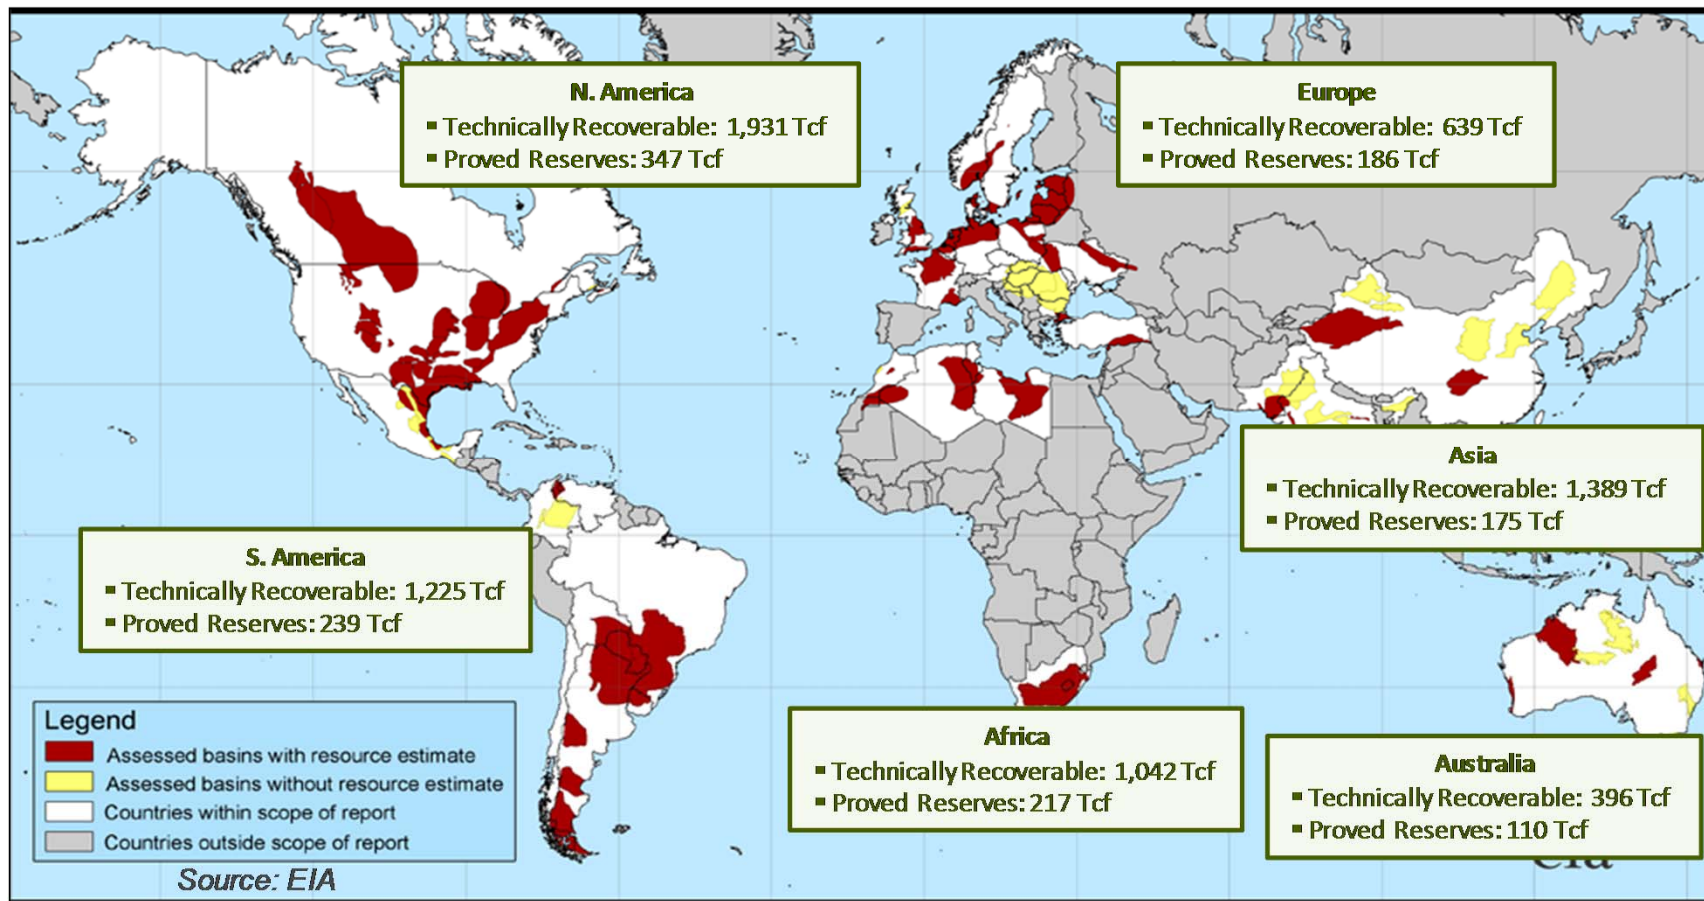 N. America
▪ Technically Recoverable: 1,931 Tcf
▪ Proved Reserves: 347 Tcf
Europe
▪ Technically Recoverable: 639 Tcf
▪ Proved Reserves: 186 Tcf
Asia
▪ Technically Recoverable: 1,389 Tcf
▪ Proved Reserves: 175 Tcf
S. America
▪ Technically Recoverable: 1,225 Tcf
▪ Proved Reserves: 239 Tcf
Africa
▪ Technically Recoverable: 1,042 Tcf
▪ Proved Reserves: 217 Tcf
Australia
▪ Technically Recoverable: 396 Tcf
▪ Proved Reserves: 110 Tcf
Legend
Assessed basins with resource estimate
Assessed basins without resource estimate
Countries within scope of report
Countries outside scope of report
Source: EIA